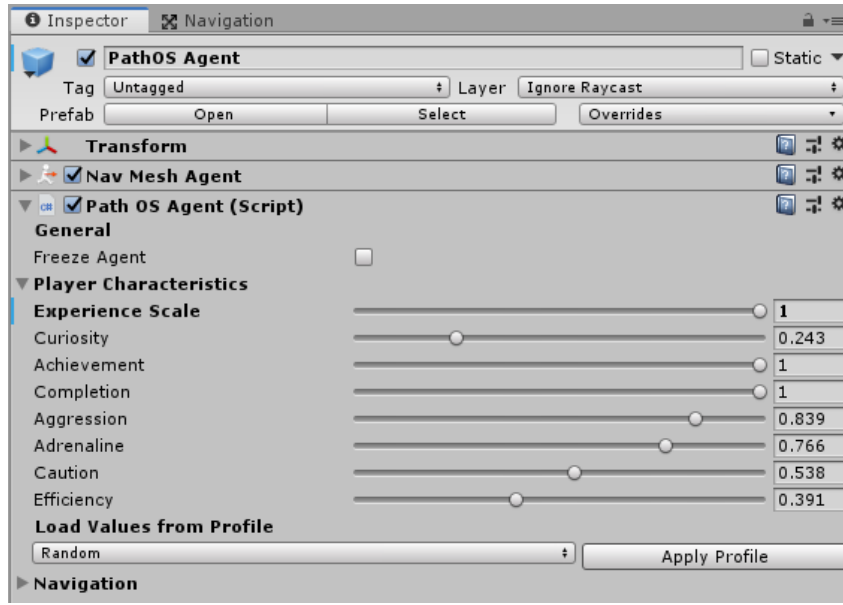 Inspector Navigation
PathOS Agent Static
Tag Untagged Layer Ignore Raycast
Prefab Open Select Overrides
Transform
Nav Mesh Agent
c# Path OS Agent (Script)
General
Freeze Agent
Player Characteristics
Experience Scale 1
Curiosity 0.243
Achievement 1
Completion 1
Aggression 0.839
Adrenaline 0.766
Caution 0.538
Efficiency 0.391
Load Values from Profile
Random Apply Profile
Navigation